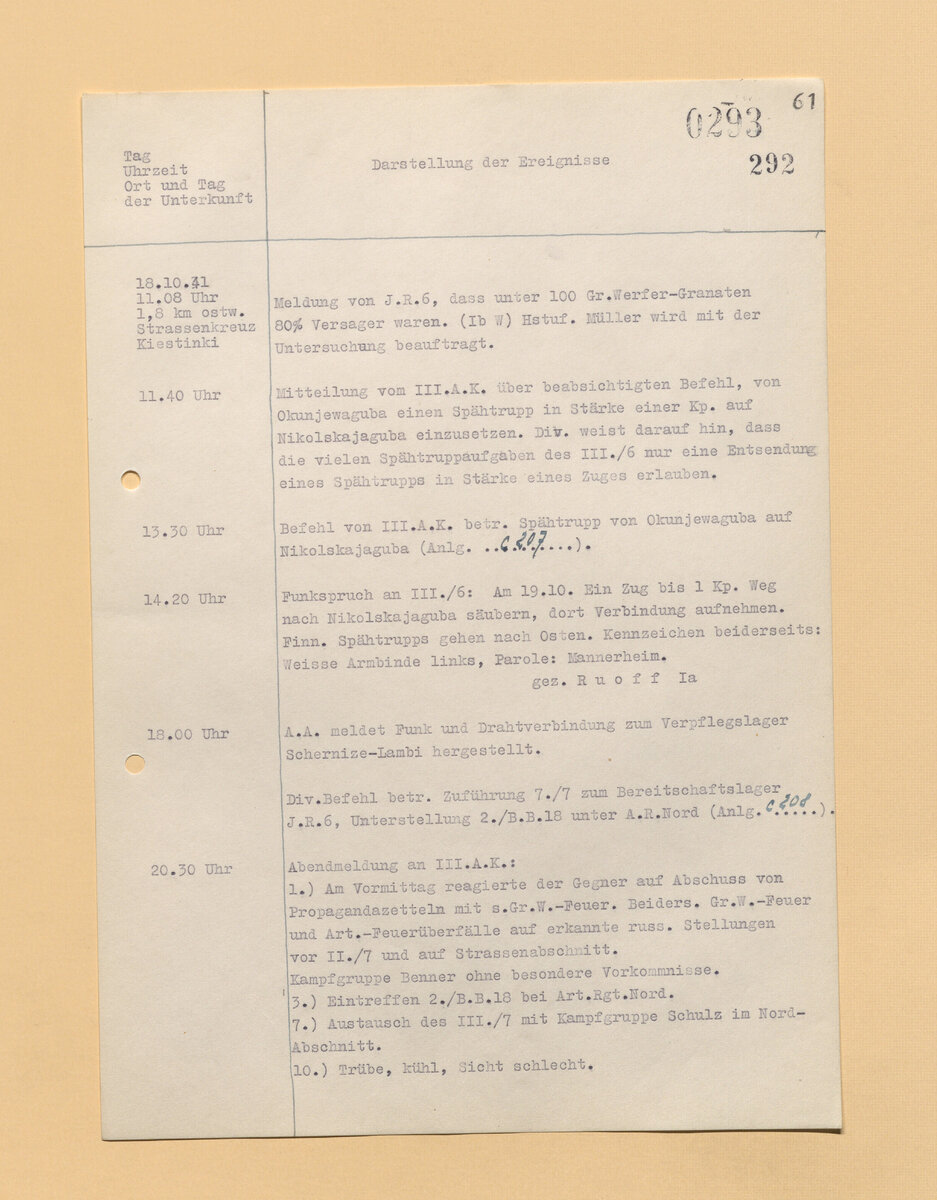 61
0293
292
Tag
Uhrzeit
Ort und Tag
der Unterkunft
Darstellung der Ereignisse
18.10.41
11.08 Uhr
1,8 km ostw.
Strassenkreuz
Kiestinki
Meldung von J.R.6, dass unter 100 Gr.Werfer-Granaten
80% Versager waren. (Ib W) Hstuf. Müller wird mit der
Untersuchung beauftragt.
11.40 Uhr
Mitteilung vom III.A.K. über beabsichtigten Befehl, von
Okunjewaguba einen Spähtrupp in Stärke einer Kp. auf
Nikolskajaguba einzusetzen. Div. weist darauf hin, dass
die vielen Spähtruppaufgaben des III./6 nur eine Entsendung
eines Spähtrupps in Stärke eines Zuges erlauben.
13.30 Uhr
Befehl von III.A.K. betr. Spähtrupp von Okunjewaguba auf
Nikolskajaguba (Anlg. ..C 207....).
14.20 Uhr
Funkspruch an III./6: Am 19.10. Ein Zug bis 1 Kp. Weg
nach Nikolskajaguba säubern, dort Verbindung aufnehmen.
Finn. Spähtrupps gehen nach Osten. Kennzeichen beiderseits:
Weisse Armbinde links, Parole: Mannerheim.
gez. R u o f f Ia
18.00 Uhr
A.A. meldet Funk und Drahtverbindung zum Verpflegslager
Schernize-Lambi hergestellt.
Div.Befehl betr. Zuführung 7./7 zum Bereitschaftslager
J.R.6, Unterstellung 2./B.B.18 unter A.R.Nord (Anlg.C 208.....).
20.30 Uhr
Abendmeldung an III.A.K.:
1.) Am Vormittag reagierte der Gegner auf Abschuss von
Propagandazetteln mit s.Gr.W.-Feuer. Beiders. Gr.W.-Feuer
und Art.-Feuerüberfälle auf erkannte russ. Stellungen
vor II./7 und auf Strassenabschnitt.
Kampfgruppe Benner ohne besondere Vorkommnisse.
3.) Eintreffen 2./B.B.18 bei Art.Rgt.Nord.
7.) Austausch des III./7 mit Kampfgruppe Schulz im Nord-
Abschnitt.
10.) Trübe, kühl, Sicht schlecht.